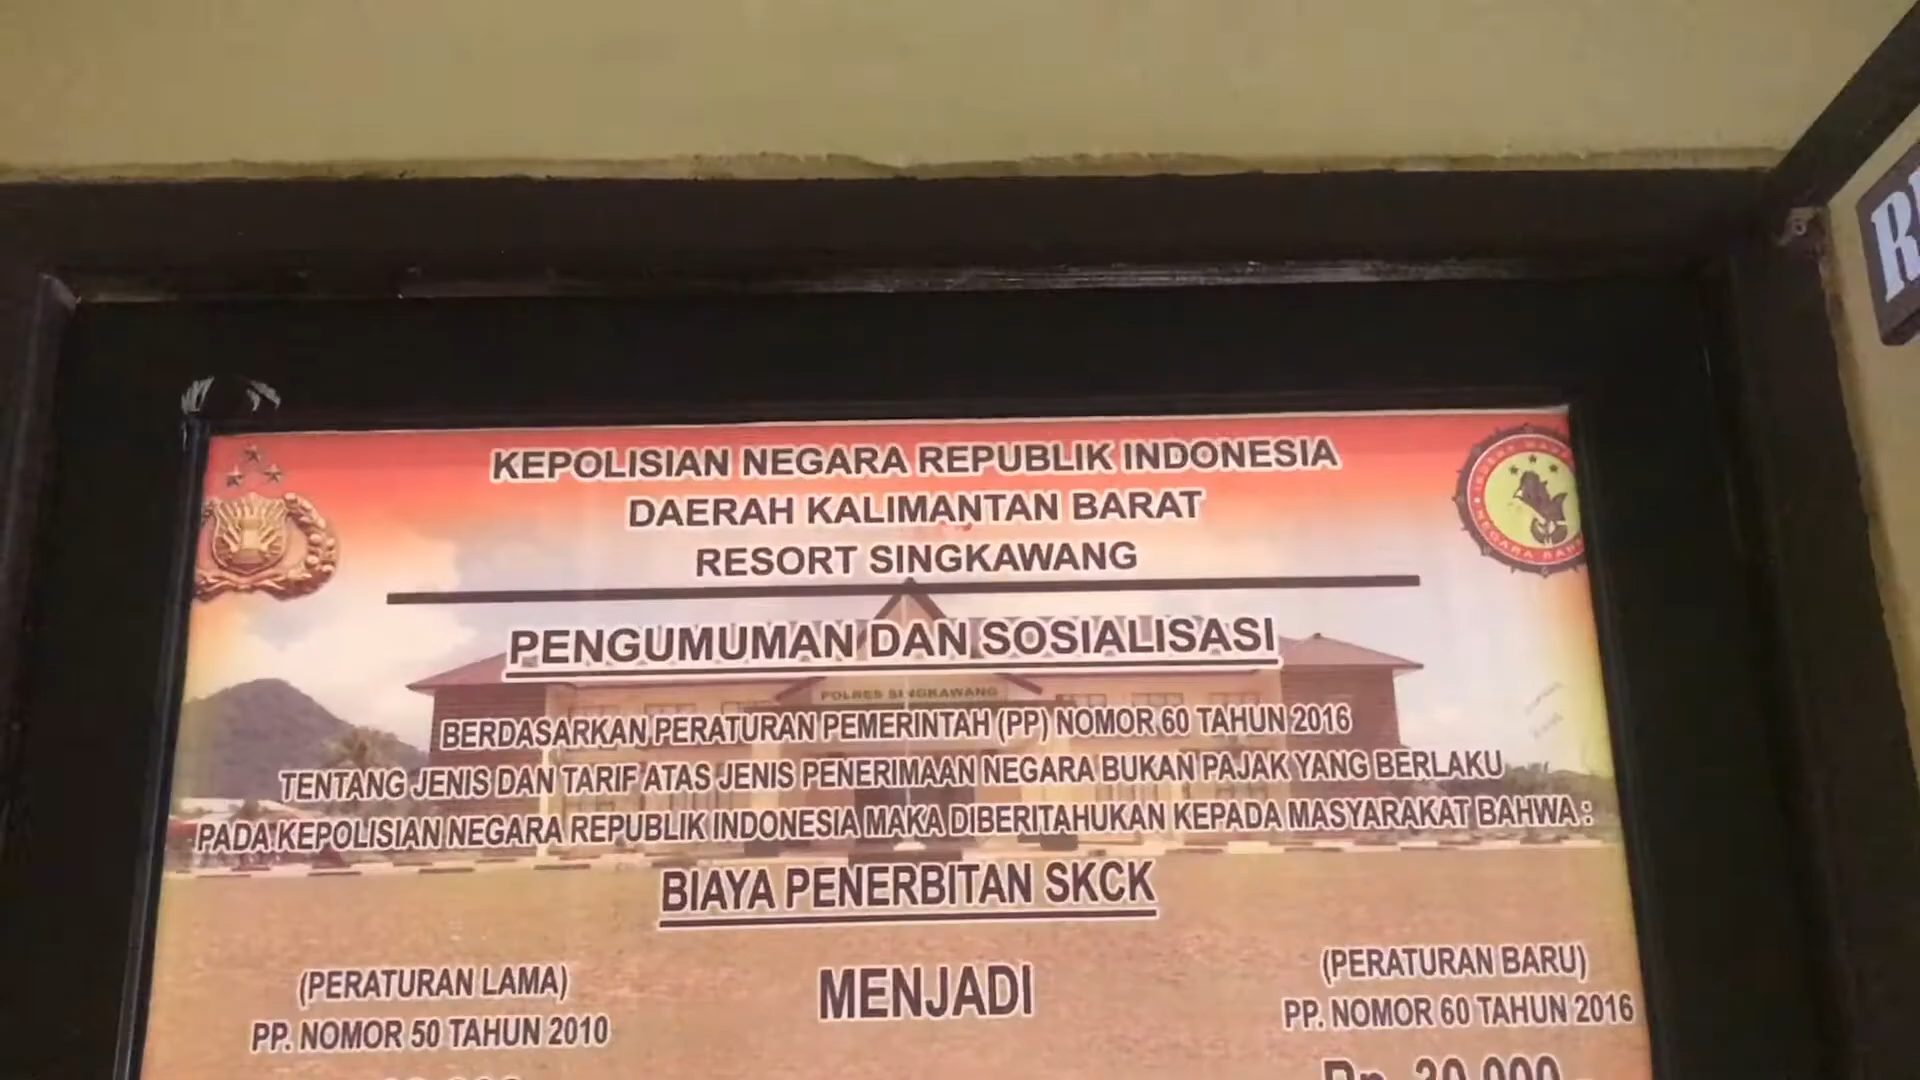 KEPOLISIAN NEGARA REPUBLIK INDONESIA
DAERAH KALIMANTAN BARAT
RESORT SINGKAWANG
PENGUMUMAN DAN SOSIALISASI
POLRES SINGKAWANG
BERDASARKAN PERATURAN PEMERINTAH (PP) NOMOR 60 TAHUN 2016
TENTANG JENIS DAN TARIF ATAS JENIS PENERIMAAN NEGARA BUKAN PAJAK YANG BERLAKU
PADA KEPOLISIAN NEGARA REPUBLIK INDONESIA MAKA DIBERITAHUKAN KEPADA MASYARAKAT BAHWA :
BIAYA PENERBITAN SKCK
(PERATURAN LAMA)
PP. NOMOR 50 TAHUN 2010
MENJADI
(PERATURAN BARU)
PP. NOMOR 60 TAHUN 2016
Rp. 30.000